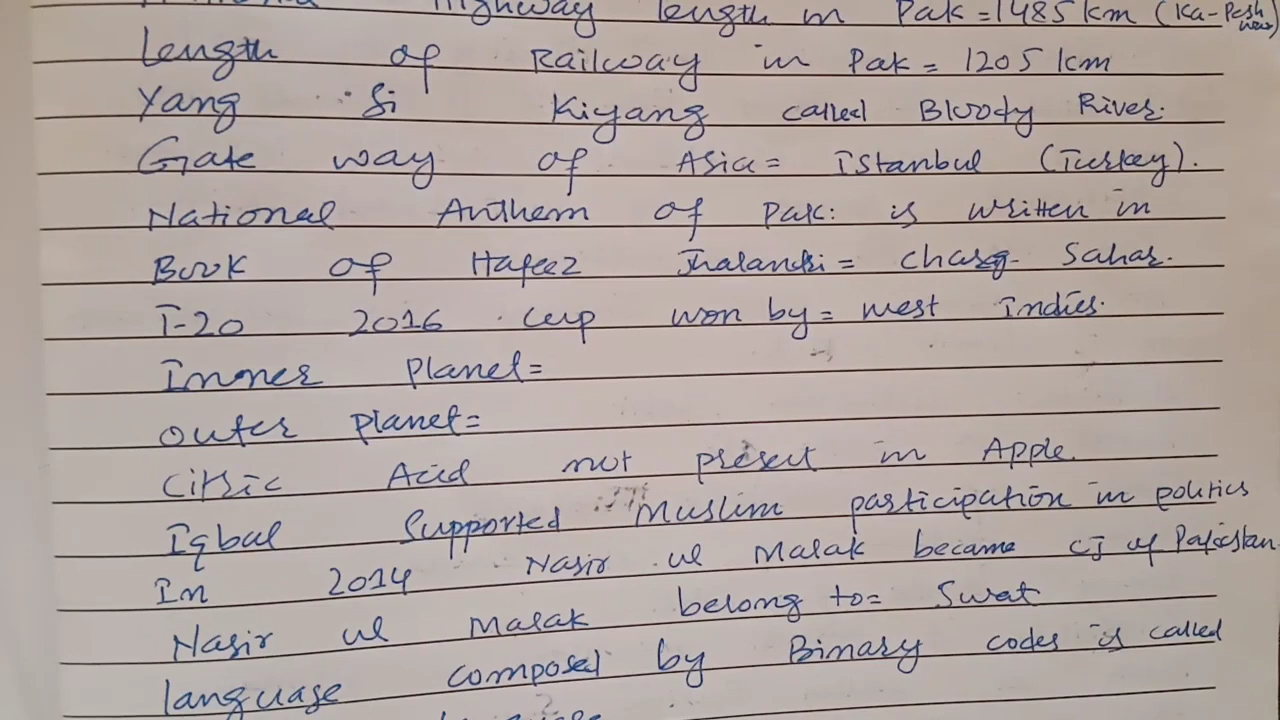 Highway length in Pak = 1485 km (Ka-Pesh
war)
Length of Railway in Pak = 1205 km
Yang Si Kiyang called Bloody River.
Gate way of Asia = Istanbul (Turkey).
National Anthem of Pak: is written in
Book of Hafeez Jhalandri = Charag Sahar.
T-20 2016 Cup won by = west Indies.
Inner Planet =
Outer Planet =
Citric Acid not present in Apple.
Iqbal Supported Muslim participation in politics
In 2014 Nasir ul Malak became CJ of Pakistan.
Nasir ul Malak belong to = Swat
language composed by Binary codes is called